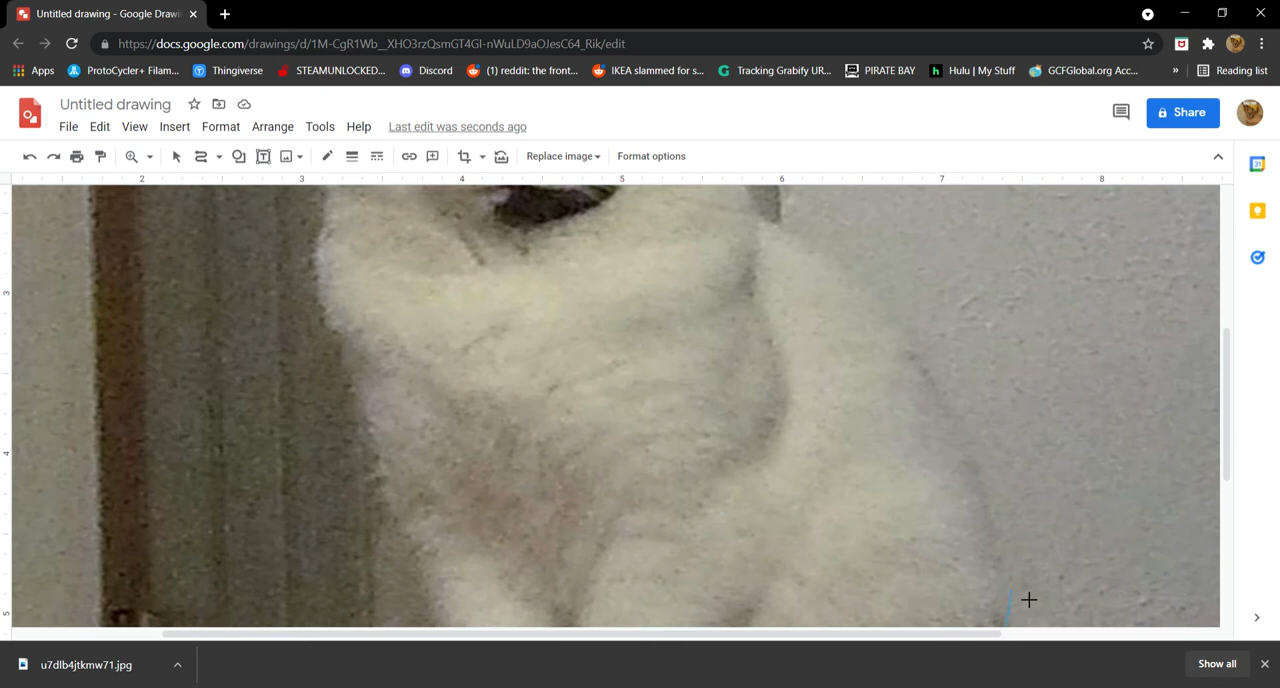 Untitled drawing - Google Drawin
https://docs.google.com/drawings/d/1M-CgR1Wb__XHO3rzQsmGT4GI-nWuLD9aOJesC64_Rik/edit
Apps ProtoCycler+ Filam... Thingiverse STEAMUNLOCKED... Discord (1) reddit: the front... IKEA slammed for s... Tracking Grabify UR... PIRATE BAY Hulu | My Stuff GCFGlobal.org Acc... » Reading list
Untitled drawing
Share
File Edit View Insert Format Arrange Tools Help Last edit was seconds ago
Replace image Format options
31
2 3 4 5 6 7 8
3
4
5
u7dlb4jtkmw71.jpg
Show all